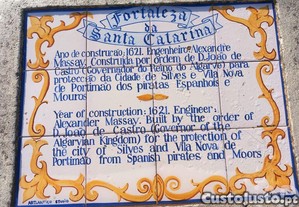 Fortaleza
da
Santa Catarina
Ano de construção: 1621. Engenheiro: Alexandre
Massay. Construida por ordem de D.João de
Castro (Governador do Reino do Algarve) para
protecção da Cidade de Silves e Vila Nova
de Portimão dos piratas Espanhois e
Mouros
Year of construction: 1621. Engineer:
Alexander Massay. Built by the order of
D.João de Castro (Governor of the
Algarvian Kingdom) for the protection of
the city of Silves and Vila Nova de
Portimão from Spanish pirates and Moors
CustoJusto.pt